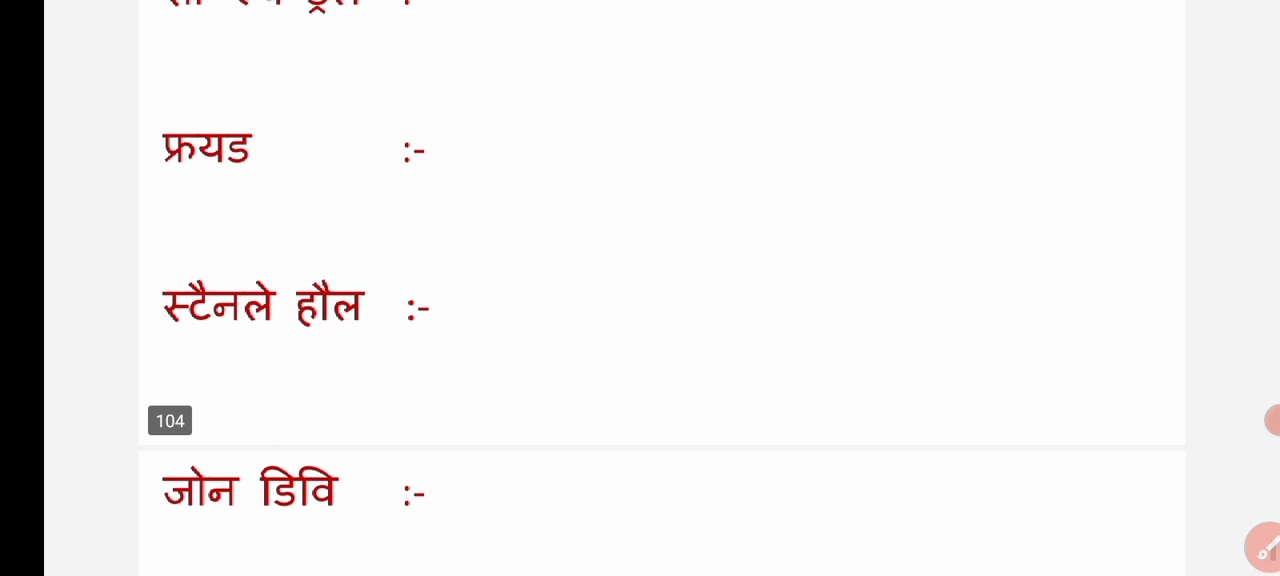 फ्रयड :-
स्टैनले हौल :-
104
जोन डिवि :-